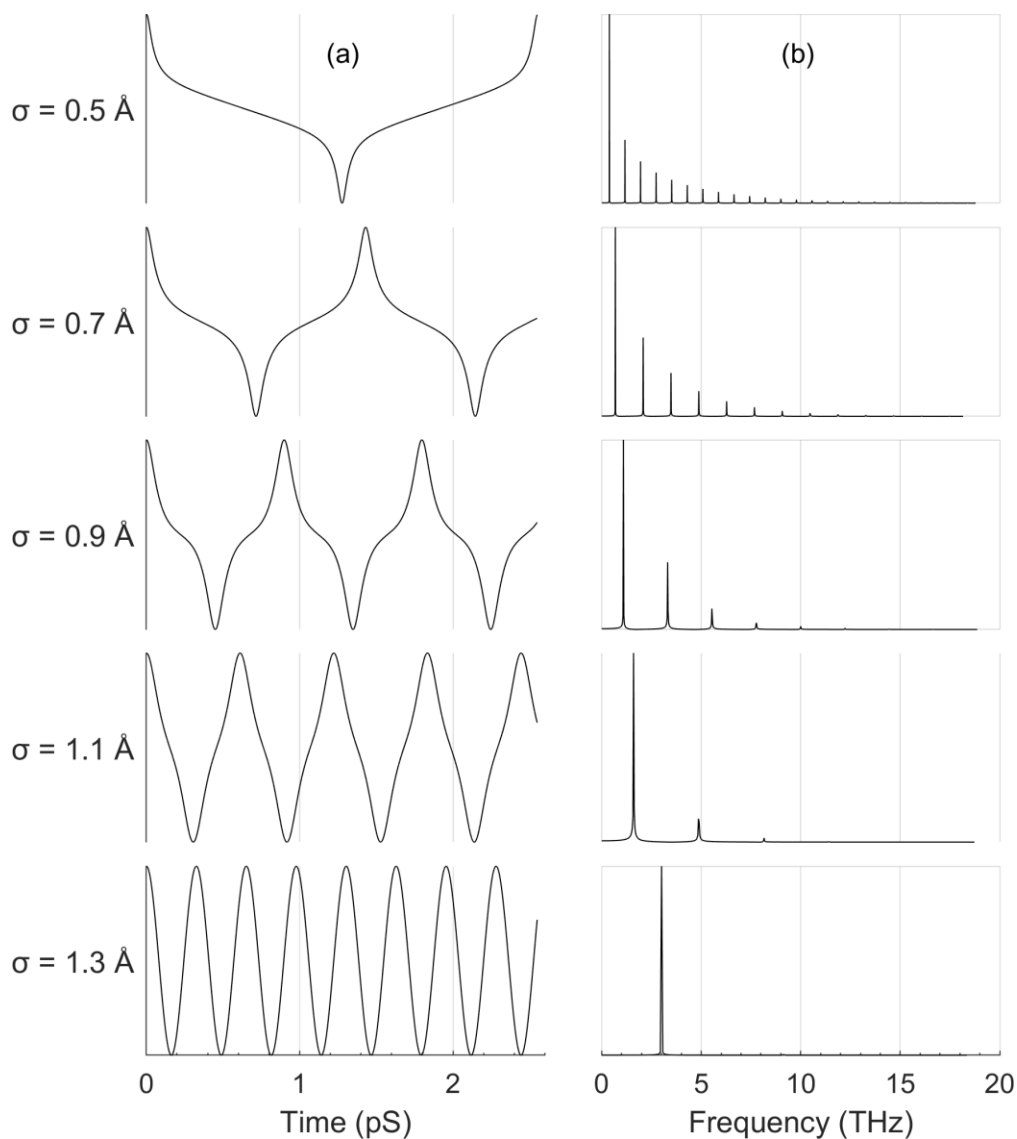 (a) (b)
σ = 0.5 Å
σ = 0.7 Å
σ = 0.9 Å
σ = 1.1 Å
σ = 1.3 Å
0 1 2 0 5 10 15 20
Time (pS) Frequency (THz)